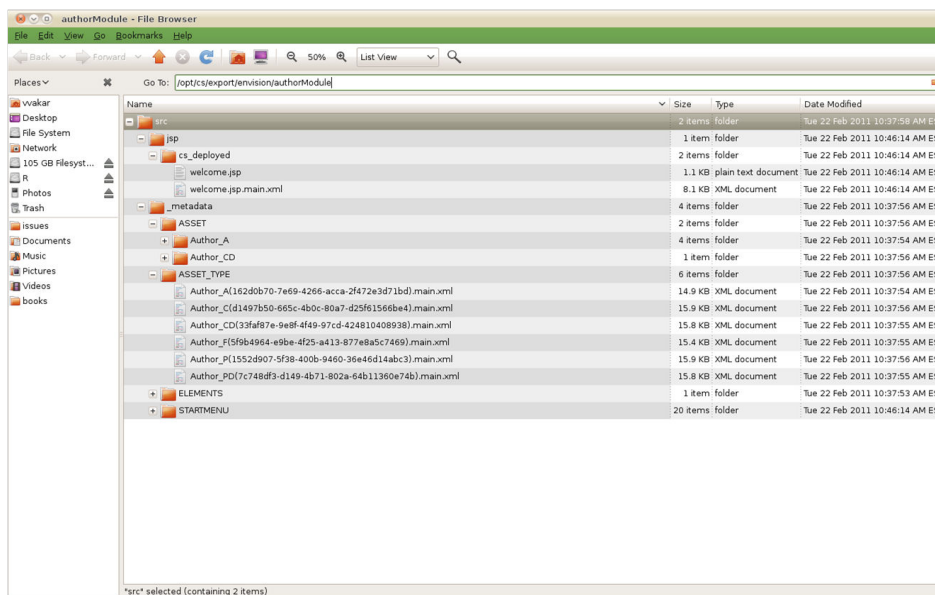 authorModule - File Browser
File Edit View Go Bookmarks Help
Back Forward 50% List View
Places Go To: /opt/cs/export/envision/authorModule
vvakar
Desktop
File System
Network
105 GB Filesyst...
R
Photos
Trash
issues
Documents
Music
Pictures
Videos
books
Name Size Type Date Modified
src 2 items folder Tue 22 Feb 2011 10:37:58 AM E
jsp 1 item folder Tue 22 Feb 2011 10:46:14 AM E
cs_deployed 2 items folder Tue 22 Feb 2011 10:46:14 AM E
welcome.jsp 1.1 KB plain text document Tue 22 Feb 2011 10:46:14 AM E
welcome.jsp.main.xml 8.1 KB XML document Tue 22 Feb 2011 10:46:14 AM E
_metadata 4 items folder Tue 22 Feb 2011 10:37:56 AM E
ASSET 2 items folder Tue 22 Feb 2011 10:37:56 AM E
Author_A 4 items folder Tue 22 Feb 2011 10:37:54 AM E
Author_CD 1 item folder Tue 22 Feb 2011 10:37:56 AM E
ASSET_TYPE 6 items folder Tue 22 Feb 2011 10:37:56 AM E
Author_A(162d0b70-7e69-4266-acca-2f472e3d71bd).main.xml 14.9 KB XML document Tue 22 Feb 2011 10:37:54 AM E
Author_C(d1497b50-665c-4b0c-80a7-d25f61566be4).main.xml 15.9 KB XML document Tue 22 Feb 2011 10:37:56 AM E
Author_CD(33faf87e-9e8f-4f49-97cd-424810408938).main.xml 15.8 KB XML document Tue 22 Feb 2011 10:37:55 AM E
Author_F(5f9b4964-e9be-4f25-a413-877e8a5c7469).main.xml 15.4 KB XML document Tue 22 Feb 2011 10:37:55 AM E
Author_P(1552d907-5f38-400b-9460-36e46d14abc3).main.xml 15.9 KB XML document Tue 22 Feb 2011 10:37:56 AM E
Author_PD(7c748df3-d149-4b71-802a-64b11360e74b).main.xml 15.8 KB XML document Tue 22 Feb 2011 10:37:55 AM E
ELEMENTS 1 item folder Tue 22 Feb 2011 10:37:53 AM E
STARTMENU 20 items folder Tue 22 Feb 2011 10:46:14 AM E
"src" selected (containing 2 items)